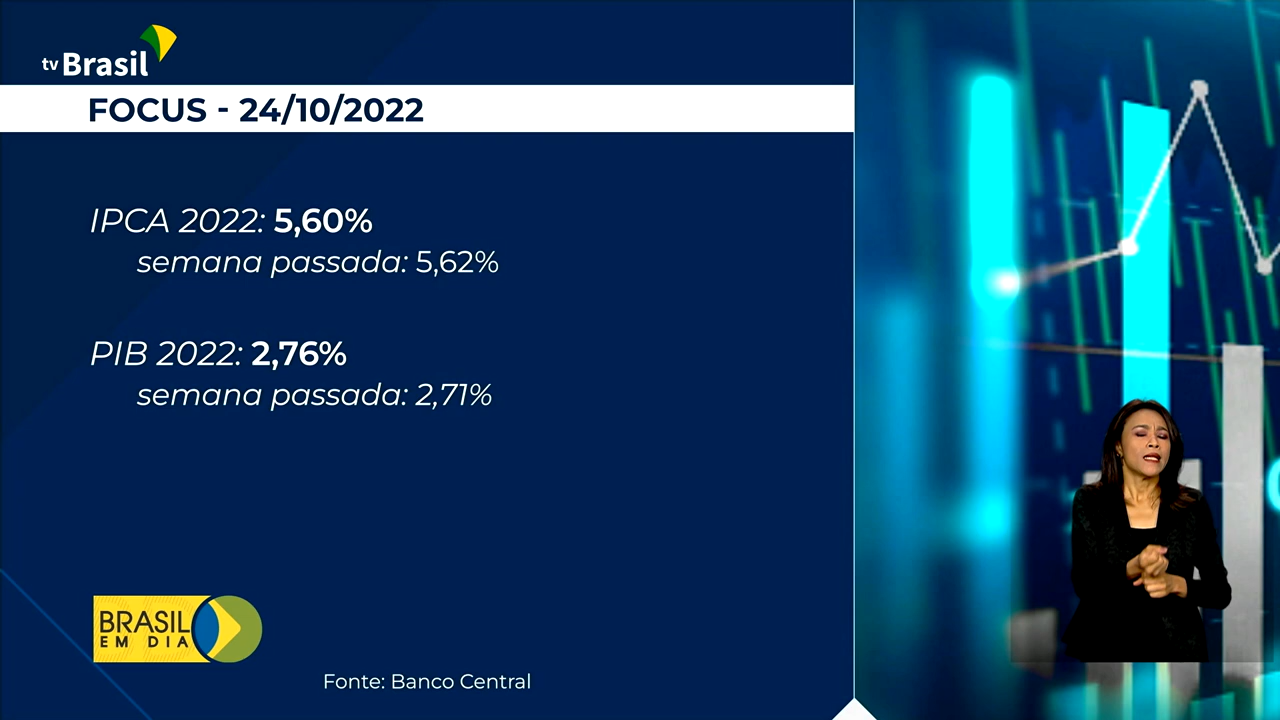 tv Brasil
FOCUS - 24/10/2022
IPCA 2022: 5,60%
semana passada: 5,62%
PIB 2022: 2,76%
semana passada: 2,71%
BRASIL
EM DIA
Fonte: Banco Central